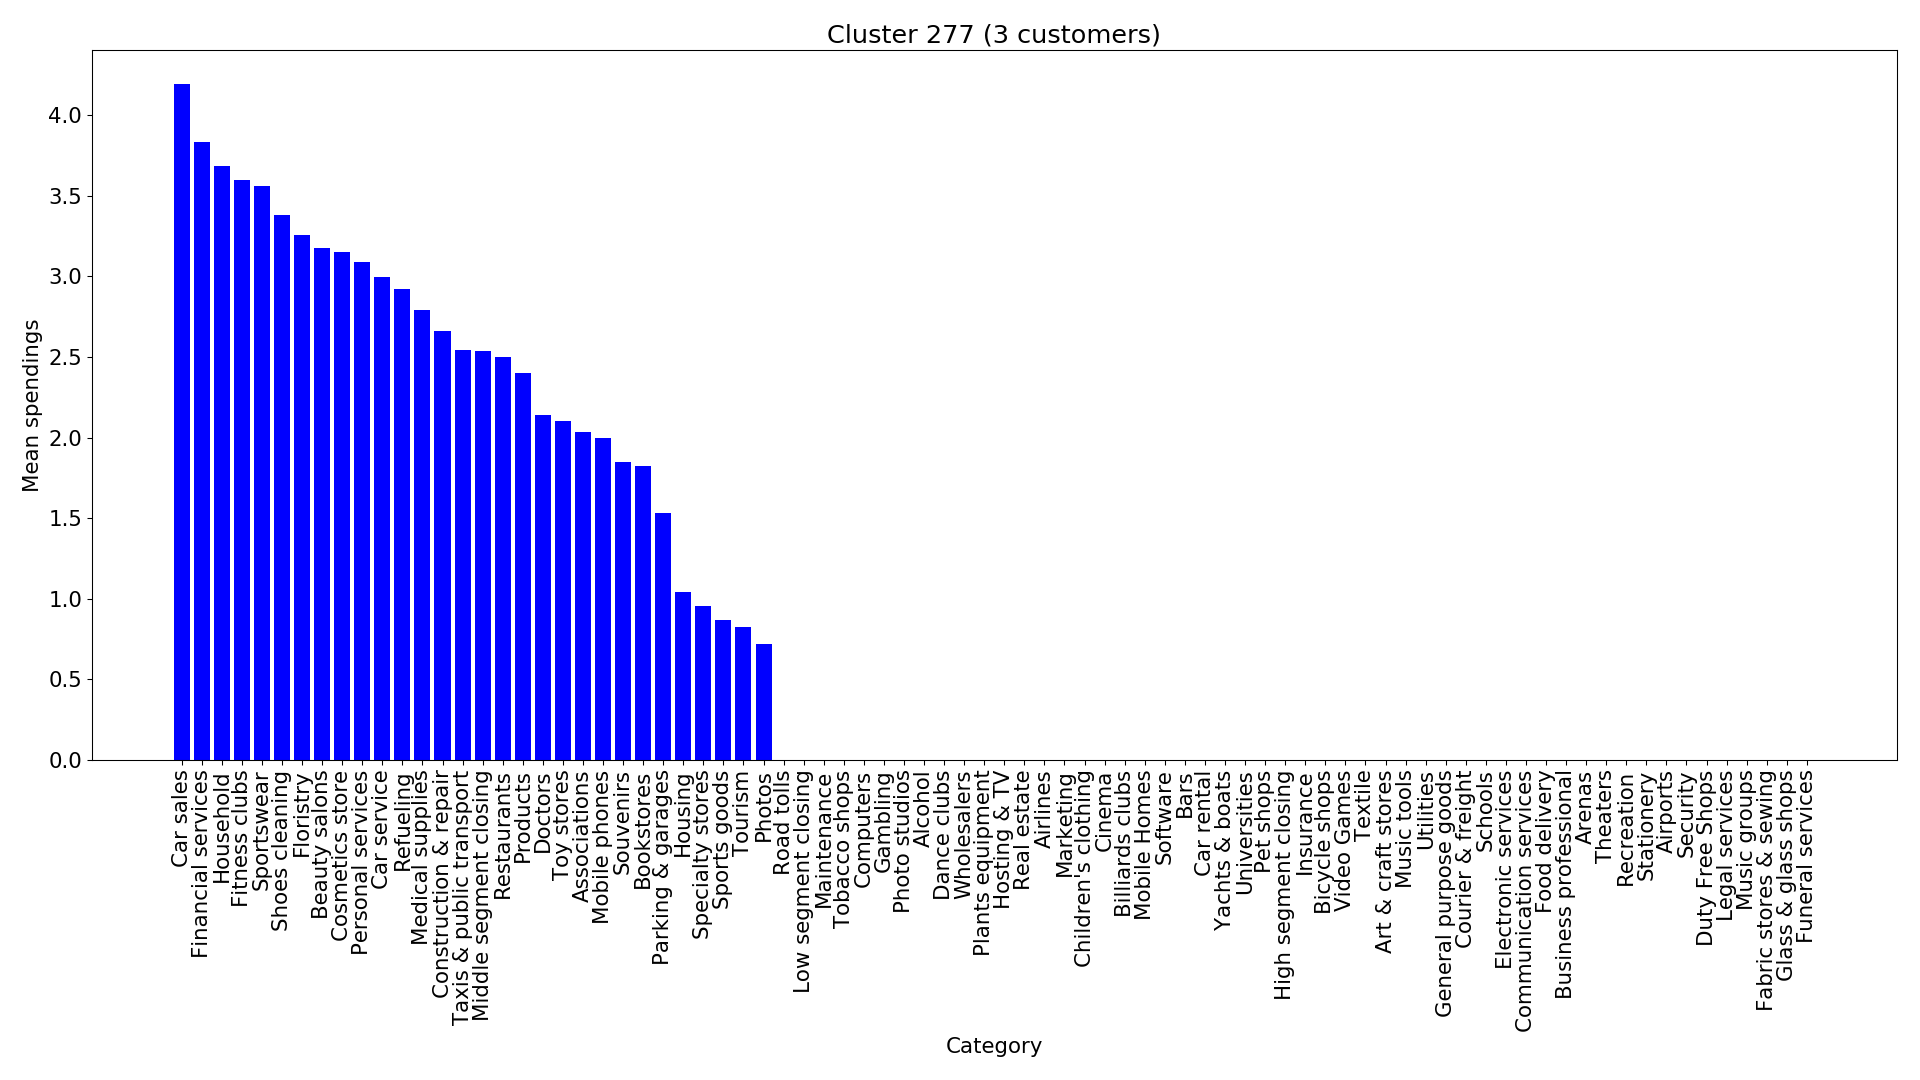 Cluster 277 (3 customers)
Mean spendings
4.0
3.5
3.0
2.5
2.0
1.5
1.0
0.5
0.0
Car sales
Financial services
Household
Fitness clubs
Sportswear
Shoes cleaning
Floristry
Beauty salons
Cosmetics store
Personal services
Car service
Refuelling
Medical supplies
Construction & repair
Taxis & public transport
Middle segment closing
Restaurants
Products
Doctors
Toy stores
Associations
Mobile phones
Souvenirs
Bookstores
Parking & garages
Housing
Specialty stores
Sports goods
Tourism
Photos
Road tolls
Low segment closing
Maintenance
Tobacco shops
Computers
Gambling
Photo studios
Alcohol
Dance clubs
Wholesalers
Plants equipment
Hosting & TV
Real estate
Airlines
Marketing
Children's clothing
Cinema
Billiards clubs
Mobile Homes
Software
Bars
Car rental
Yachts & boats
Universities
Pet shops
High segment closing
Insurance
Bicycle shops
Video Games
Textile
Art & craft stores
Music tools
Utilities
General purpose goods
Courier & freight
Schools
Electronic services
Communication services
Food delivery
Business professional
Arenas
Theaters
Recreation
Stationery
Airports
Security
Duty Free Shops
Legal services
Music groups
Fabric stores & sewing
Glass & glass shops
Funeral services
Category